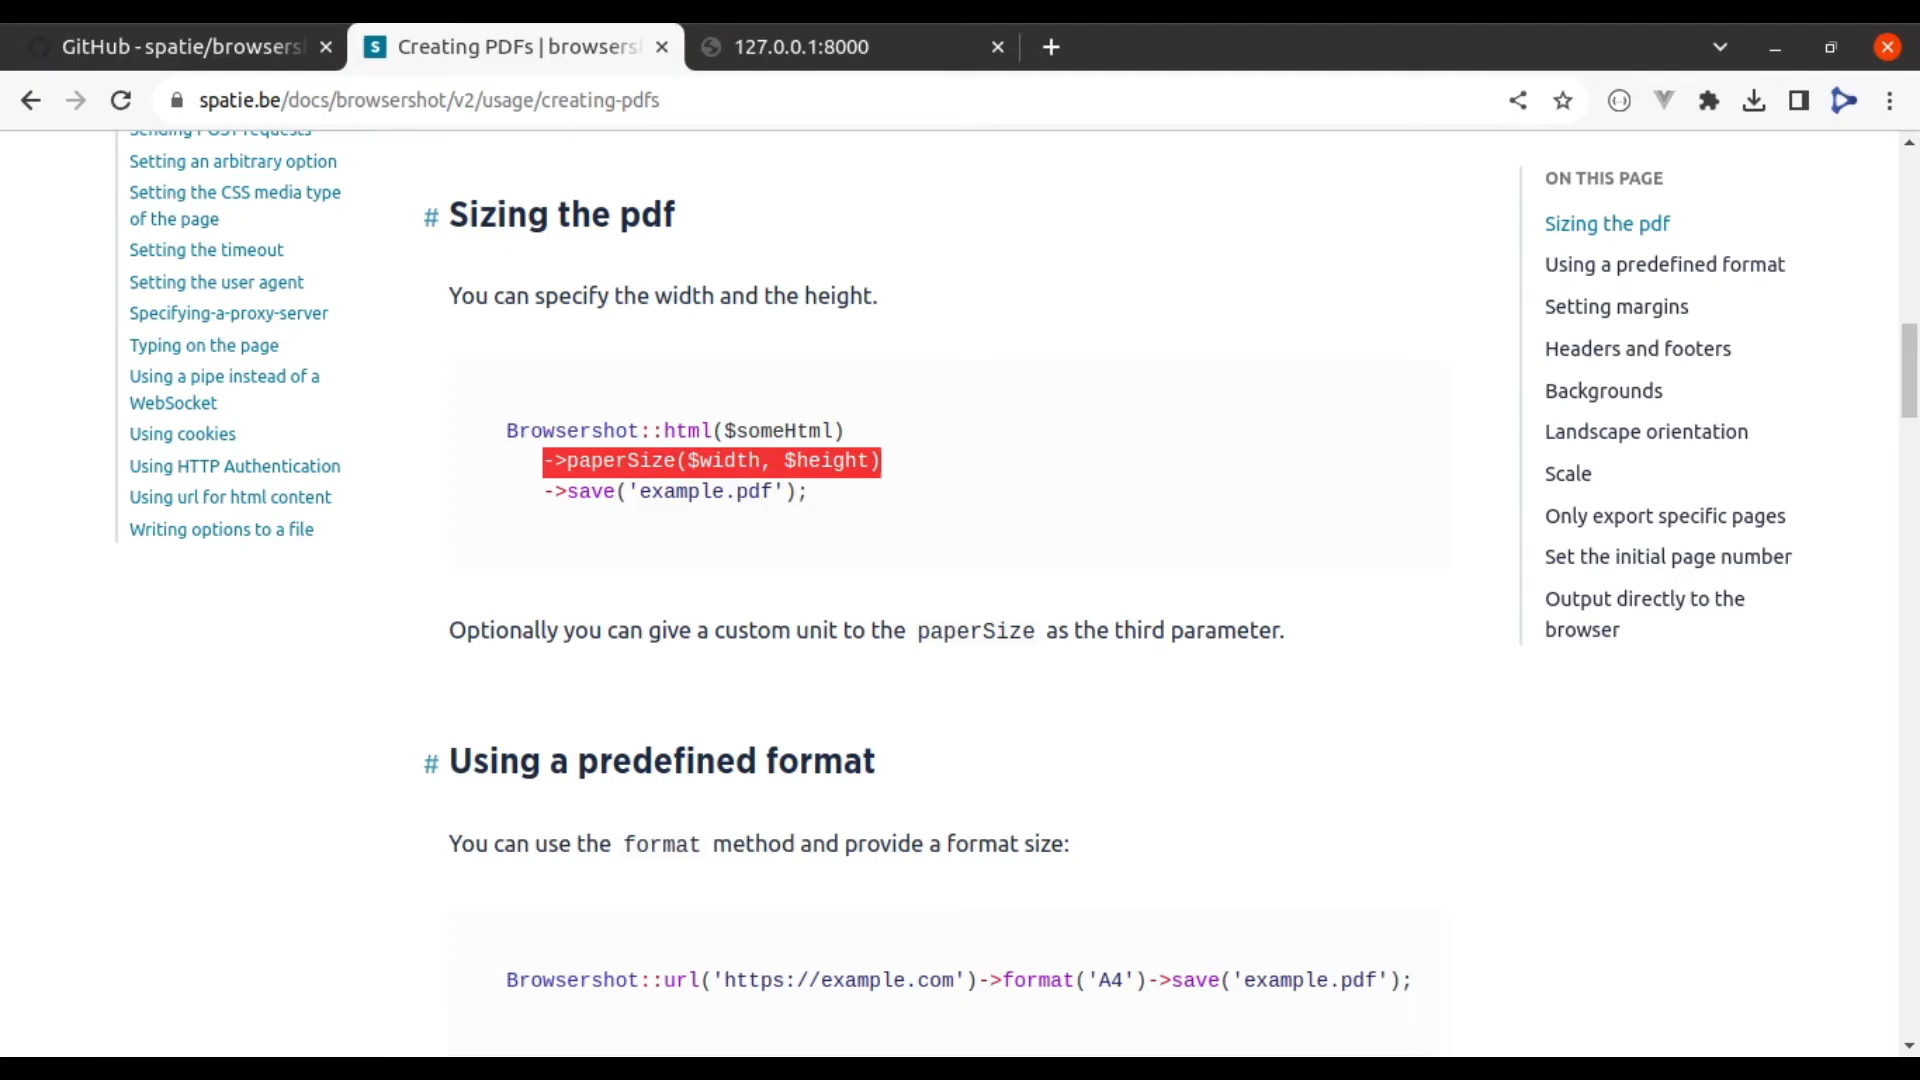 GitHub - spatie/browsers
Creating PDFs | browsers
127.0.0.1:8000
spatie.be/docs/browsershot/v2/usage/creating-pdfs
Sending POST requests
Setting an arbitrary option
Setting the CSS media type
of the page
Setting the timeout
Setting the user agent
Specifying-a-proxy-server
Typing on the page
Using a pipe instead of a
WebSocket
Using cookies
Using HTTP Authentication
Using url for html content
Writing options to a file
# Sizing the pdf
You can specify the width and the height.
Browsershot::html($someHtml)
->paperSize($width, $height)
->save('example.pdf');
Optionally you can give a custom unit to the paperSize as the third parameter.
# Using a predefined format
You can use the format method and provide a format size:
Browsershot::url('https://example.com')->format('A4')->save('example.pdf');
ON THIS PAGE
Sizing the pdf
Using a predefined format
Setting margins
Headers and footers
Backgrounds
Landscape orientation
Scale
Only export specific pages
Set the initial page number
Output directly to the
browser